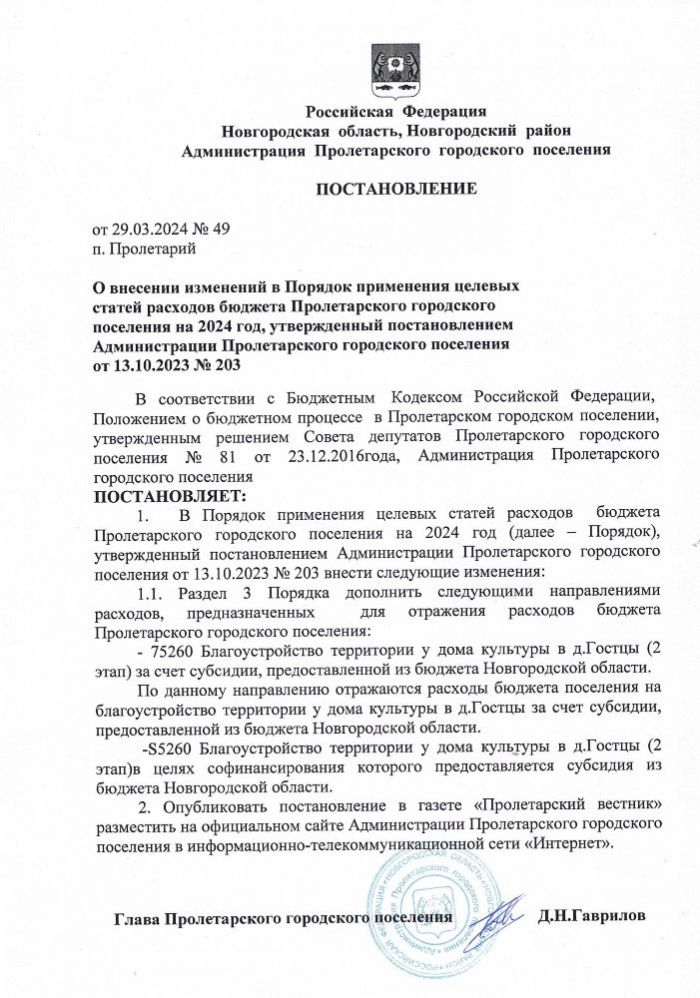 Российская Федерация
Новгородская область, Новгородский район
Администрация Пролетарского городского поселения
ПОСТАНОВЛЕНИЕ
от 29.03.2024 № 49
п. Пролетарий
О внесении изменений в Порядок применения целевых
статей расходов бюджета Пролетарского городского
поселения на 2024 год, утвержденный постановлением
Администрации Пролетарского городского поселения
от 13.10.2023 № 203
В соответствии с Бюджетным Кодексом Российской Федерации,
Положением о бюджетном процессе в Пролетарском городском поселении,
утвержденным решением Совета депутатов Пролетарского городского
поселения № 81 от 23.12.2016года, Администрация Пролетарского
городского поселения
ПОСТАНОВЛЯЕТ:
1. В Порядок применения целевых статей расходов бюджета
Пролетарского городского поселения на 2024 год (далее – Порядок),
утвержденный постановлением Администрации Пролетарского городского
поселения от 13.10.2023 № 203 внести следующие изменения:
1.1. Раздел 3 Порядка дополнить следующими направлениями
расходов, предназначенных для отражения расходов бюджета
Пролетарского городского поселения:
- 75260 Благоустройство территории у дома культуры в д.Гостцы (2
этап) за счет субсидии, предоставленной из бюджета Новгородской области.
По данному направлению отражаются расходы бюджета поселения на
благоустройство территории у дома культуры в д.Гостцы за счет субсидии,
предоставленной из бюджета Новгородской области.
-S5260 Благоустройство территории у дома культуры в д.Гостцы (2
этап)в целях софинансирования которого предоставляется субсидия из
бюджета Новгородской области.
2. Опубликовать постановление в газете «Пролетарский вестник»
разместить на официальном сайте Администрации Пролетарского городского
поселения в информационно-телекоммуникационной сети «Интернет».
Глава Пролетарского городского поселения Д.Н.Гаврилов